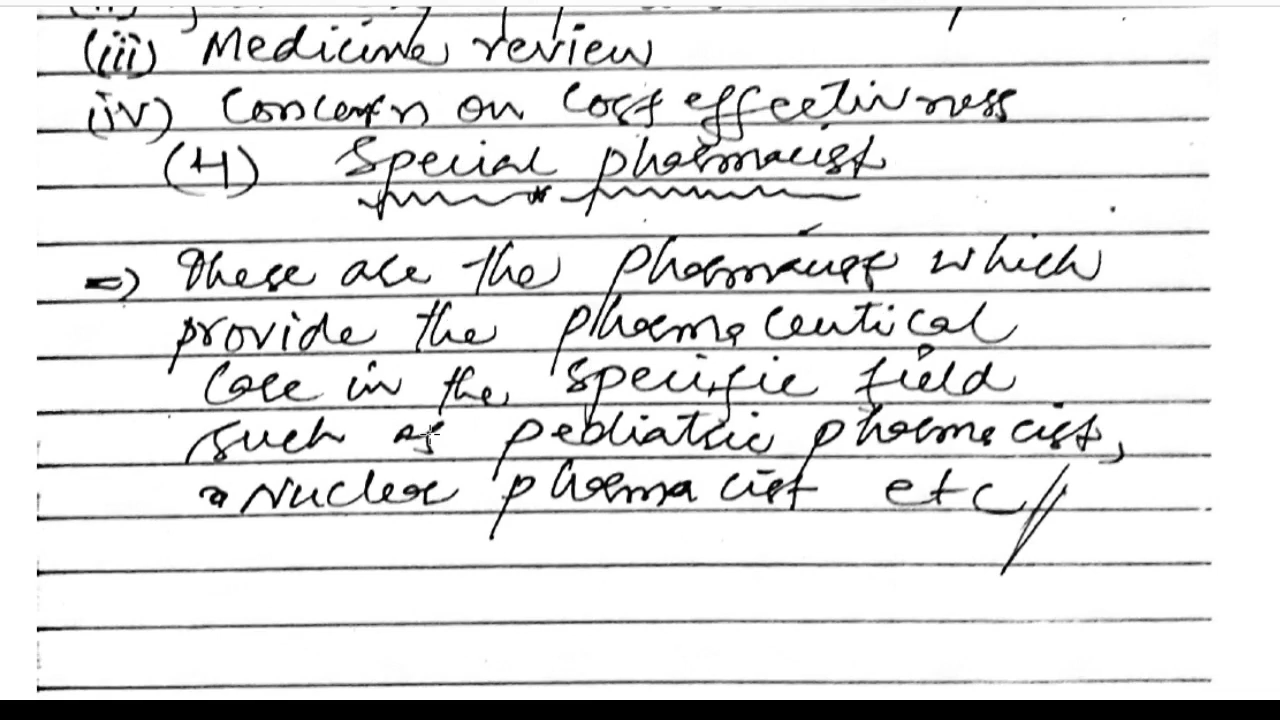 (iii) Medicine review
(iv) Concern on Cost effectiveness
(4) Special pharmacist
=> These are the pharmacist which
provide the pharmaceutical
care in the specific field
such as pediatric pharmacist,
Nuclear pharmacist etc //